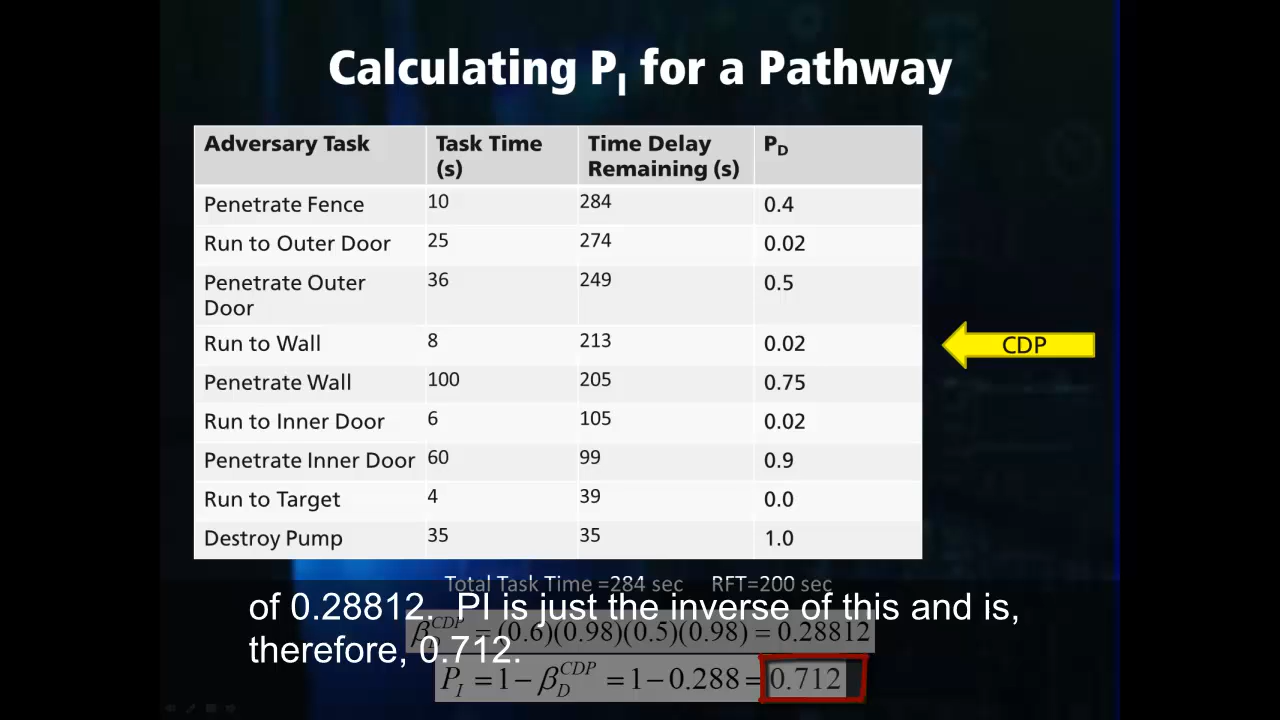 Calculating PI for a Pathway
Adversary Task Task Time (s) Time Delay Remaining (s) PD
Penetrate Fence 10 284 0.4
Run to Outer Door 25 274 0.02
Penetrate Outer Door 36 249 0.5
Run to Wall 8 213 0.02
CDP
Penetrate Wall 100 205 0.75
Run to Inner Door 6 105 0.02
Penetrate Inner Door 60 99 0.9
Run to Target 4 39 0.0
Destroy Pump 35 35 1.0
Total Task Time =284 sec RFT=200 sec
of 0.28812. PI is just the inverse of this and is,
β_D^CDP = (0.6)(0.98)(0.5)(0.98) = 0.28812
therefore, 0.712.
P_I = 1 − β_D^CDP = 1 − 0.288 = 0.712